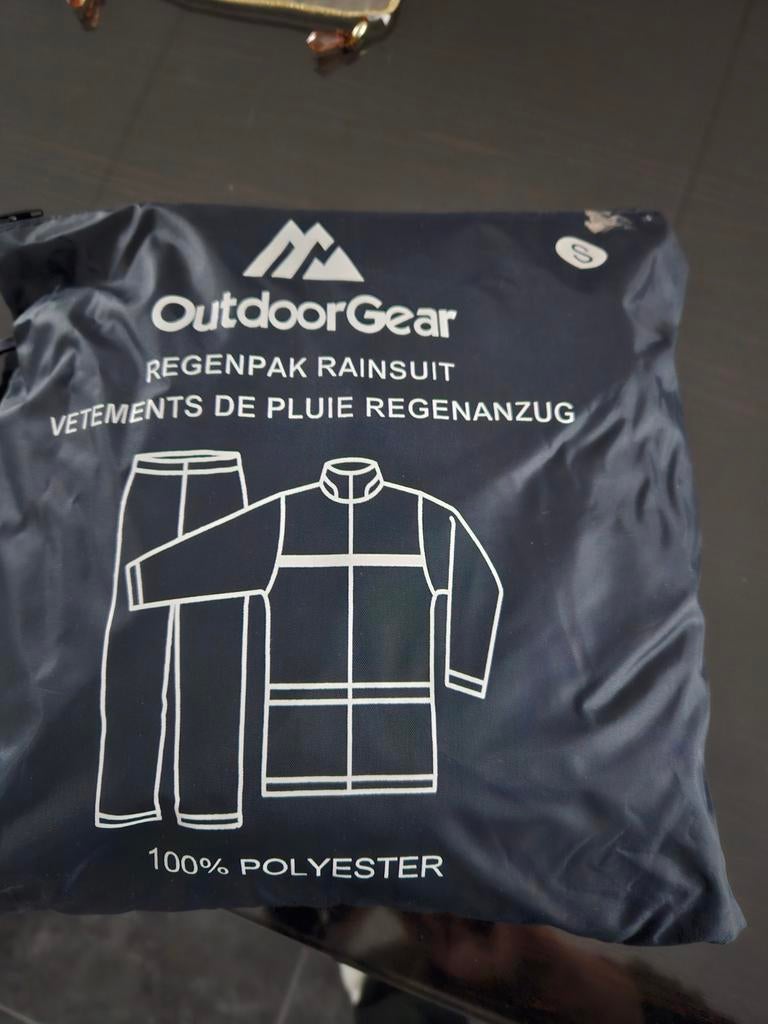 S
OutdoorGear
REGENPAK RAINSUIT
VETEMENTS DE PLUIE REGENANZUG
100% POLYESTER